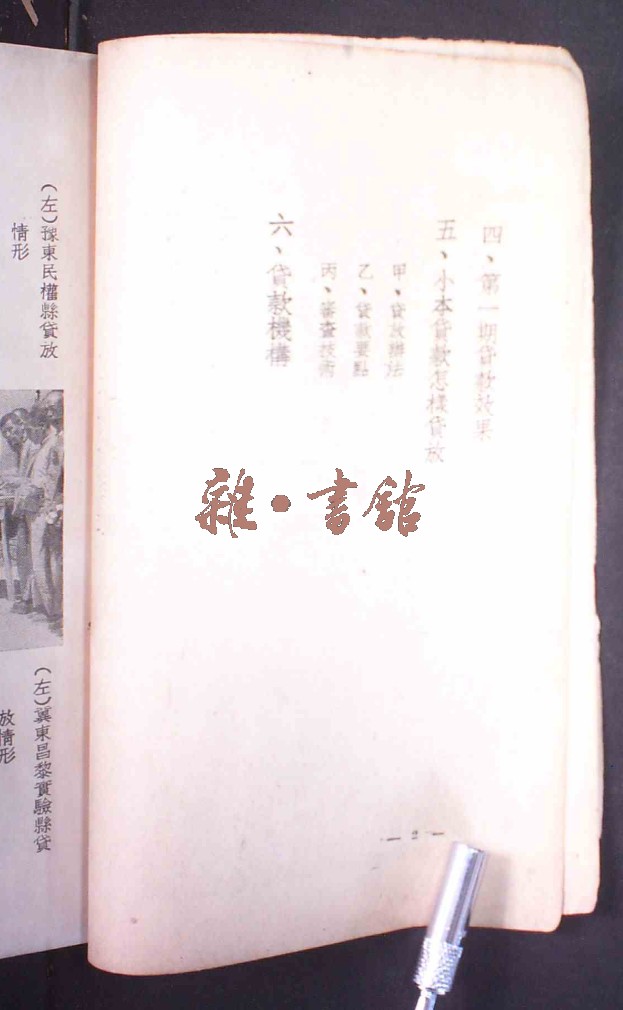 四、第一期貸款效果
五、小本貸款怎樣貸放
甲、貸放辦法
乙、貸款要點
丙、審查技術
六、貸款機構
— 2 —
雜·書館
(左)豫東民權縣貸放
情形
(左)冀東昌黎實驗縣貸
放情形